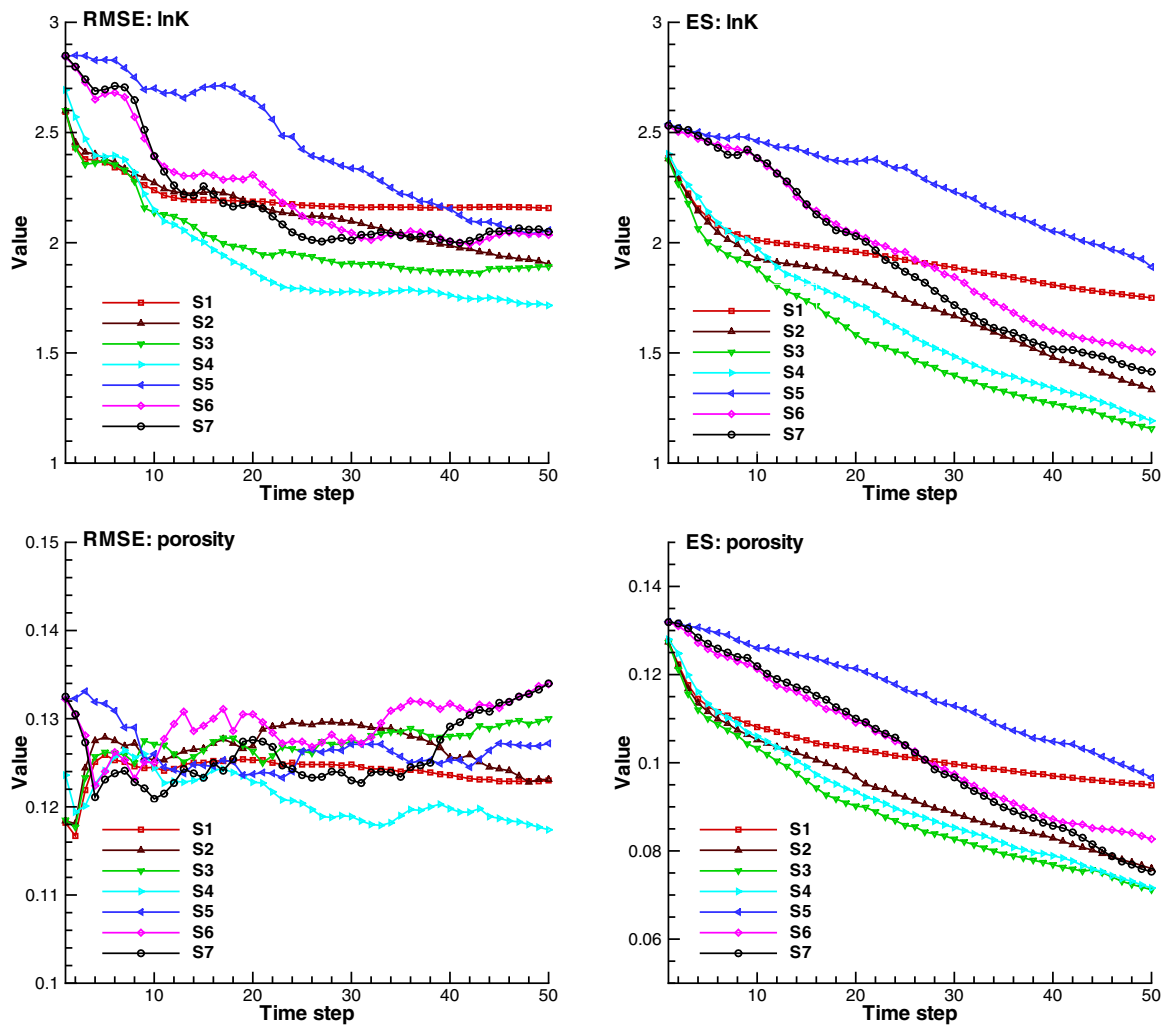 RMSE: lnK
3
2.5
2
1.5
1
Value
10
20
30
40
50
Time step
S1
S2
S3
S4
S5
S6
S7
ES: lnK
3
2.5
2
1.5
1
Value
10
20
30
40
50
Time step
S1
S2
S3
S4
S5
S6
S7
RMSE: porosity
0.15
0.14
0.13
0.12
0.11
0.1
Value
10
20
30
40
50
Time step
S1
S2
S3
S4
S5
S6
S7
ES: porosity
0.14
0.12
0.1
0.08
0.06
Value
10
20
30
40
50
Time step
S1
S2
S3
S4
S5
S6
S7